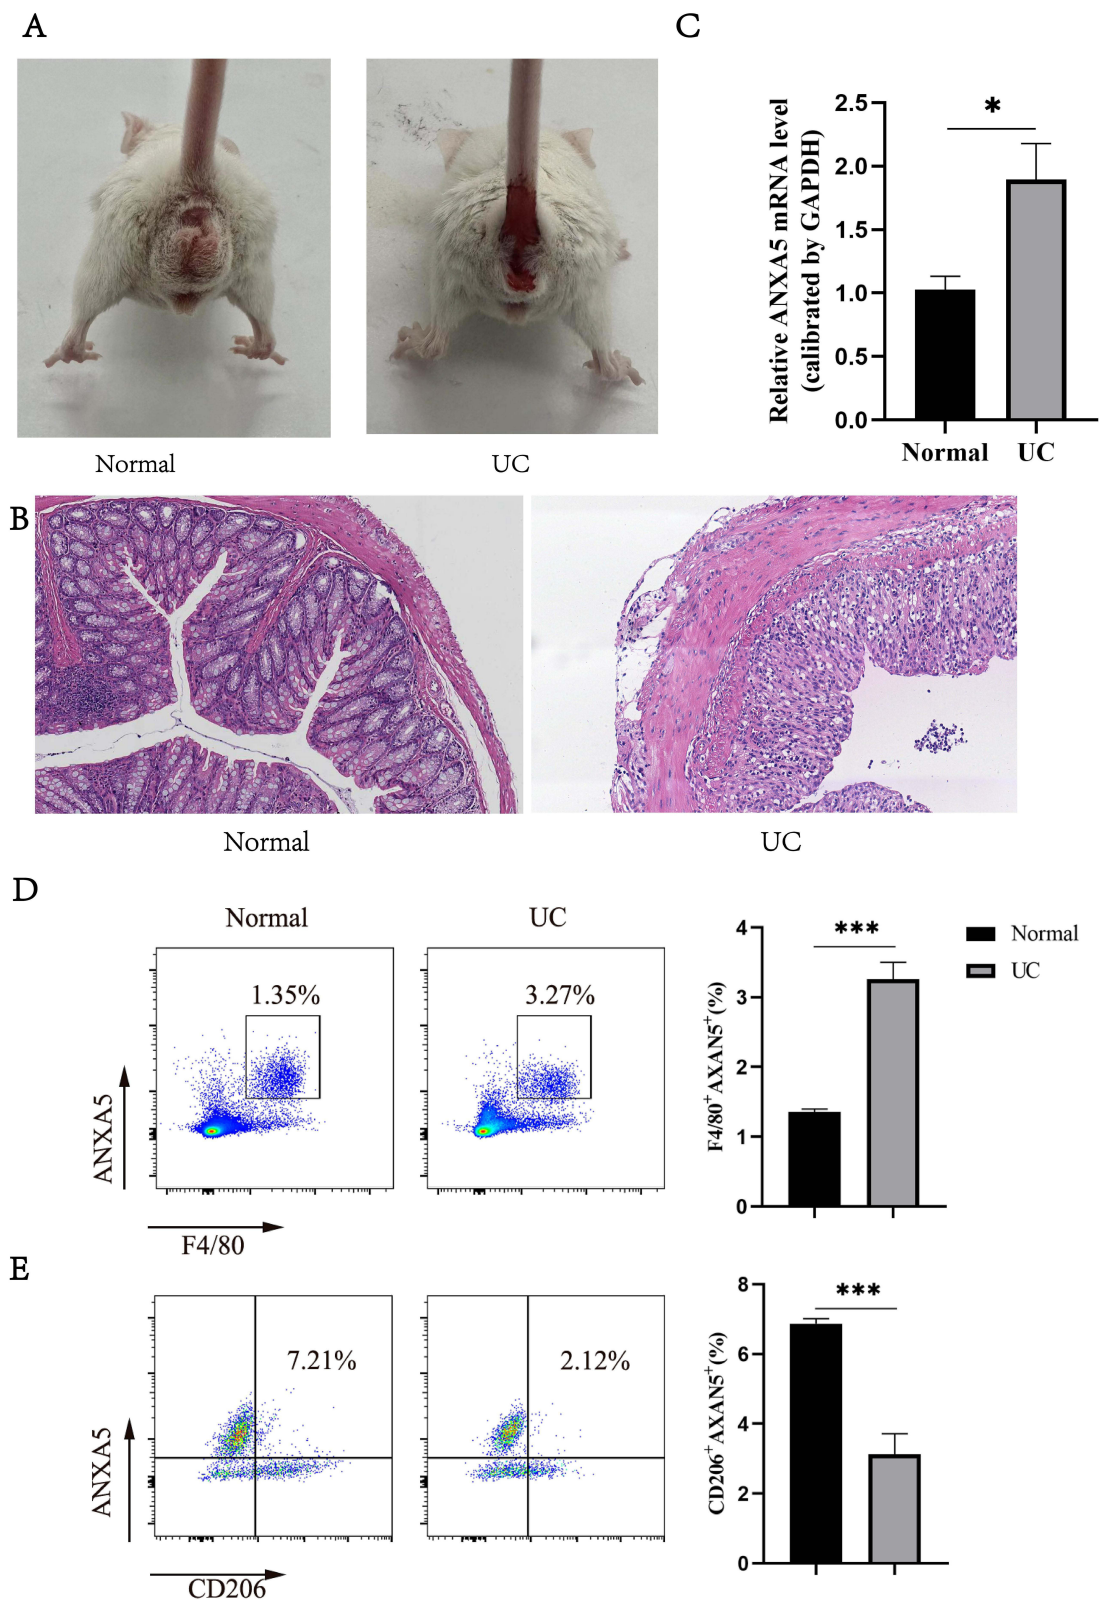 A
C
Normal
UC
Relative ANXA5 mRNA level
(calibrated by GAPDH)
2.5
2.0
1.5
1.0
0.5
0.0
*
Normal
UC
B
Normal
UC
D
Normal
UC
1.35%
3.27%
ANXA5
F4/80
F4/80+AXAN5+(%)
4
3
2
1
0
***
Normal
UC
E
7.21%
2.12%
ANXA5
CD206
CD206+AXAN5+(%)
8
6
4
2
0
***